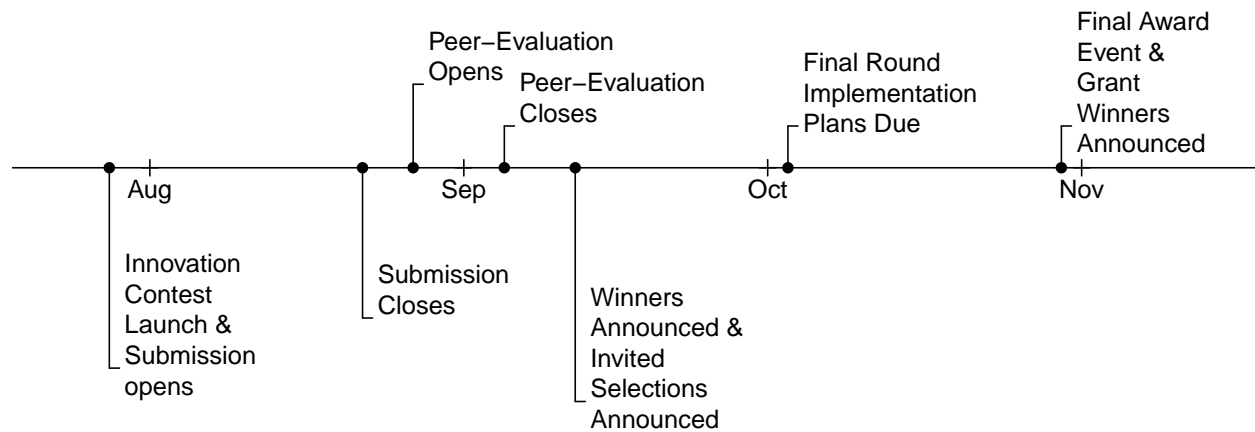 Peer−Evaluation
Opens
Peer−Evaluation
Closes
Final Round
Implementation
Plans Due
Final Award
Event &
Grant
Winners
Announced
Aug
Sep
Oct
Nov
Innovation
Contest
Launch &
Submission
opens
Submission
Closes
Winners
Announced &
Invited
Selections
Announced